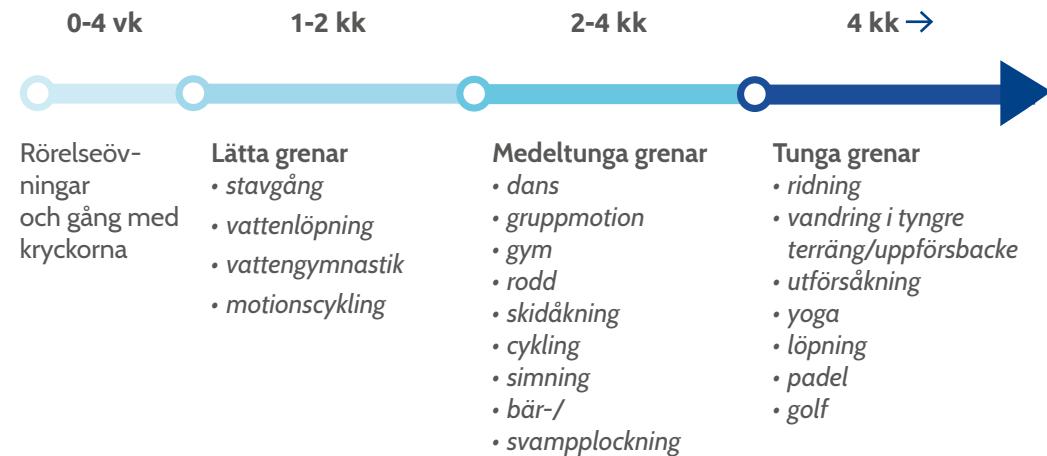 0-4 vk
1-2 kk
2-4 kk
4 kk →
Rörelseöv-
ningar
och gång med
kryckorna
Lätta grenar
• stavgång
• vattenlöpning
• vattengymnastik
• motionscykling
Medeltunga grenar
• dans
• gruppmotion
• gym
• rodd
• skidåkning
• cykling
• simning
• bär-/
• svampplockning
Tunga grenar
• ridning
• vandring i tyngre
terräng/uppförsbacke
• utförsåkning
• yoga
• löpning
• padel
• golf